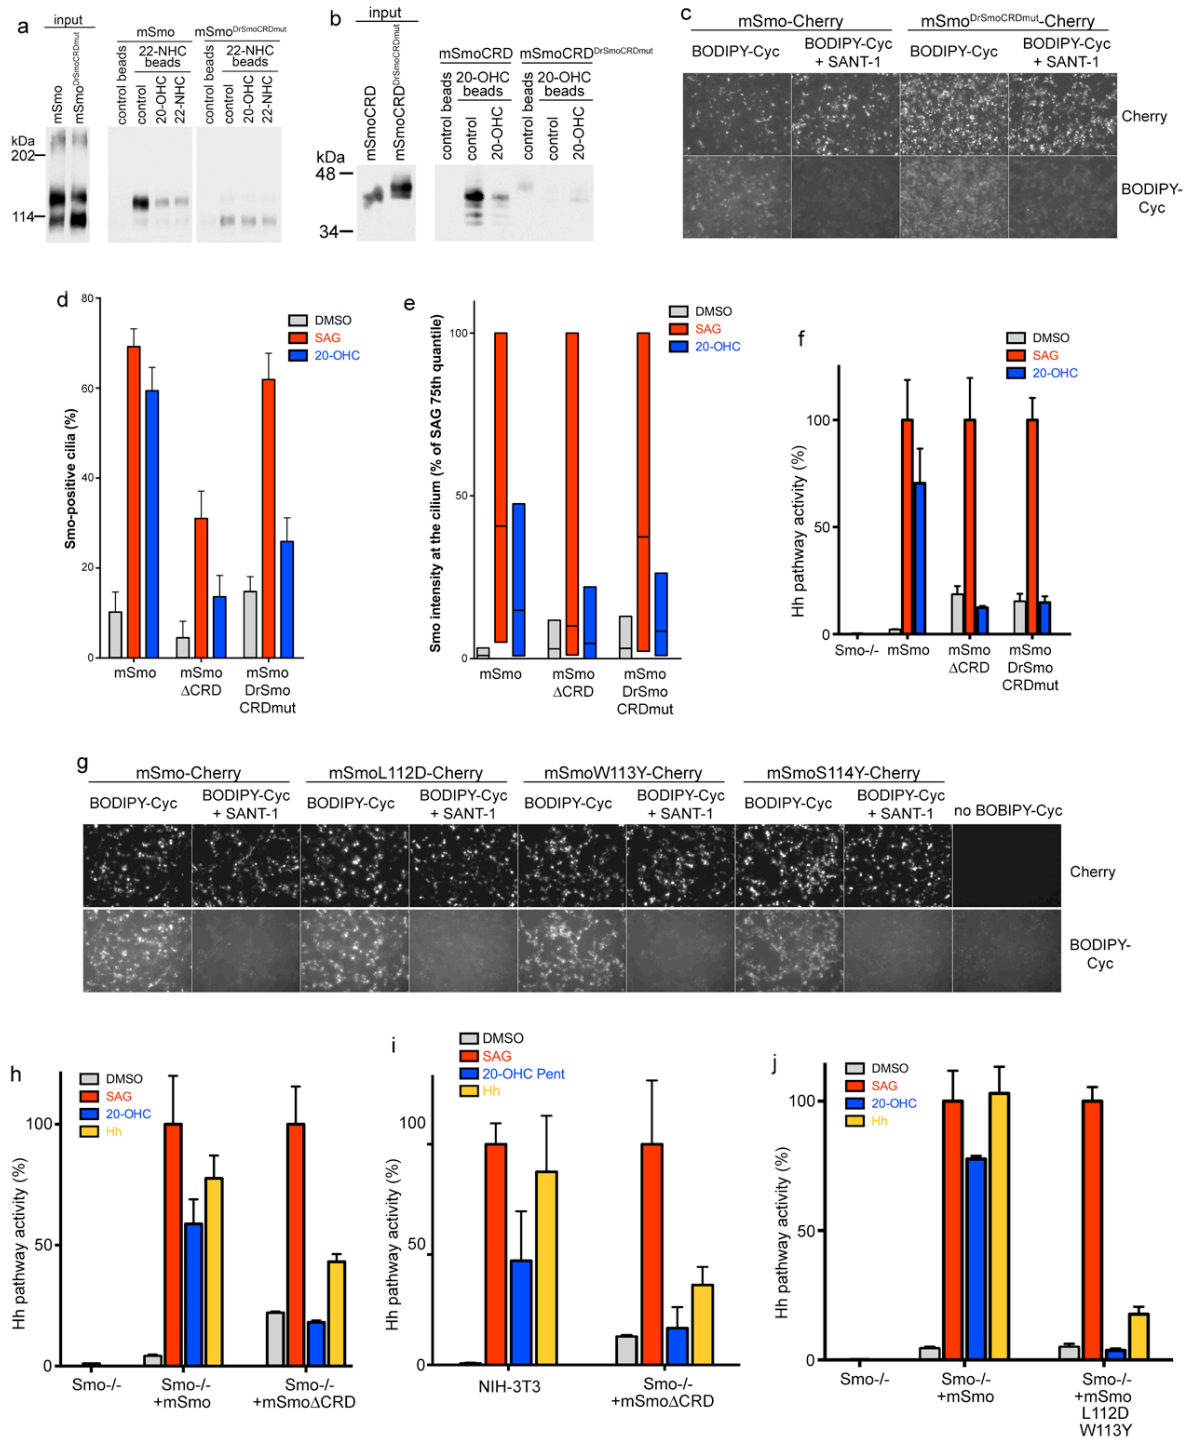 a
input
mSmo
mSmoDrSmoCRDmut
mSmo
mSmoDrSmoCRDmut
22-NHC
beads
22-NHC
beads
control beads
control
20-OHC
22-NHC
control beads
control
20-OHC
22-NHC
kDa
202
114
b
input
mSmoCRD
mSmoCRDDrSmoCRDmut
mSmoCRD
mSmoCRDDrSmoCRDmut
20-OHC
beads
20-OHC
beads
control beads
control
20-OHC
control beads
control
20-OHC
kDa
48
34
c
mSmo-Cherry
mSmoDrSmoCRDmut-Cherry
BODIPY-Cyc
BODIPY-Cyc
+ SANT-1
BODIPY-Cyc
BODIPY-Cyc
+ SANT-1
Cherry
BODIPY-
Cyc
d
DMSO
SAG
20-OHC
Smo-positive cilia (%)
80
60
40
20
0
mSmo
mSmo
ΔCRD
mSmo
DrSmo
CRDmut
e
DMSO
SAG
20-OHC
Smo intensity at the cilium (% of SAG 75th quantile)
100
50
0
mSmo
mSmo
ΔCRD
mSmo
DrSmo
CRDmut
f
DMSO
SAG
20-OHC
Hh pathway activity (%)
100
50
0
Smo-/-
mSmo
mSmo
ΔCRD
mSmo
DrSmo
CRDmut
g
mSmo-Cherry
mSmoL112D-Cherry
mSmoW113Y-Cherry
mSmoS114Y-Cherry
BODIPY-Cyc
BODIPY-Cyc
+ SANT-1
BODIPY-Cyc
BODIPY-Cyc
+ SANT-1
BODIPY-Cyc
BODIPY-Cyc
+ SANT-1
BODIPY-Cyc
BODIPY-Cyc
+ SANT-1
no BOBIPY-Cyc
Cherry
BODIPY-
Cyc
h
DMSO
SAG
20-OHC
Hh
Hh pathway activity (%)
100
50
0
Smo-/-
Smo-/-
+mSmo
Smo-/-
+mSmoΔCRD
i
DMSO
SAG
20-OHC Pent
Hh
Hh pathway activity (%)
100
50
0
NIH-3T3
Smo-/-
+mSmoΔCRD
j
DMSO
SAG
20-OHC
Hh
Hh pathway activity (%)
100
50
0
Smo-/-
Smo-/-
+mSmo
Smo-/-
+mSmo
L112D
W113Y